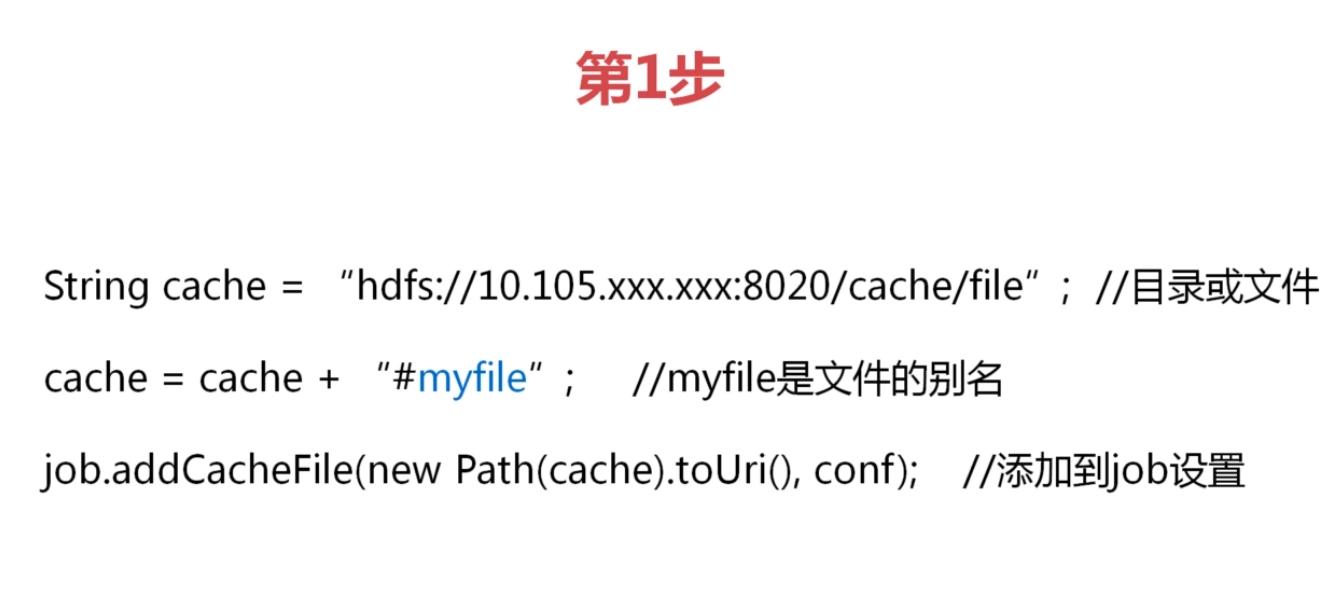 第1步
String cache = “hdfs://10.105.xxx.xxx:8020/cache/file” ; //目录或文件
cache = cache + “#myfile” ; //myfile是文件的别名
job.addCacheFile(new Path(cache).toUri(), conf); //添加到job设置